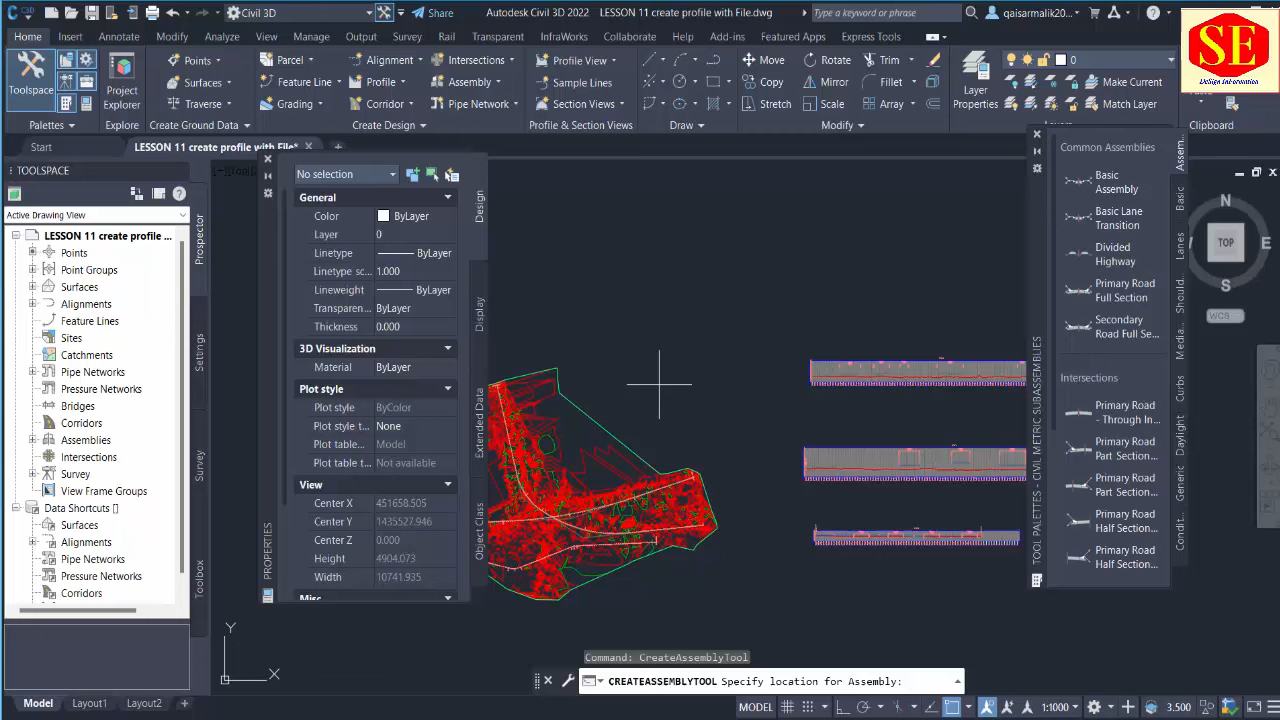 C
3D
Civil 3D
Share
Autodesk Civil 3D 2022
LESSON 11 create profile with File.dwg
Type a keyword or phrase
qasarmalik20...
Home
Insert
Annotate
Modify
Analyze
View
Manage
Output
Survey
Rail
InfraWorks
Collaborate
Help
Add-ins
Featured Apps
Express Tools
SE
Design Information
Toolspace
Project
Explorer
Points
Surfaces
Traverse
Parcel
Feature Line
Grading
Alignment
Profile
Corridor
Intersections
Assembly
Pipe Network
Profile View
Sample Lines
Section Views
Move
Copy
Stretch
Rotate
Mirror
Scale
Trim
Fillet
Array
Layer
Properties
0
Make Current
Match Layer
Palettes
Explore
Create Ground Data
Create Design
Profile & Section Views
Draw
Modify
Layers
Clipboard
Start
LESSON 11 create profile with File*
TOOLSPACE
Active Drawing View
LESSON 11 create profile ...
Points
Point Groups
Surfaces
Alignments
Feature Lines
Sites
Catchments
Pipe Networks
Pressure Networks
Bridges
Corridors
Assemblies
Intersections
Survey
View Frame Groups
Data Shortcuts []
Surfaces
Alignments
Pipe Networks
Pressure Networks
Corridors
Prospector
Settings
Survey
Toolbox
No selection
General
Color
ByLayer
Layer
0
Linetype
ByLayer
Linetype sc...
1.000
Lineweight
ByLayer
Transparen...
ByLayer
Thickness
0.000
3D Visualization
Material
ByLayer
Plot style
Plot style
ByColor
Plot style t...
None
Plot table...
Model
Plot table t...
Not available
View
Center X
451658.505
Center Y
1435527.946
Center Z
0.000
Height
4904.073
Width
10741.935
Misc
PROPERTIES
Design
Display
Extended Data
Object Class
Common Assemblies
Basic
Assembly
Basic Lane
Transition
Divided
Highway
Primary Road
Full Section
Secondary
Road Full Se...
Intersections
Primary Road
- Through In...
Primary Road
Part Section...
Primary Road
Part Section...
Primary Road
Half Section...
Primary Road
Half Section...
TOOL PALETTES - CIVIL METRIC SUBASSEMBLIES
Assem...
Basic
Lanes
Should...
Media...
Curbs
Daylight
Generic
Condit...
N
W
TOP
E
S
WCS
Y
X
Command: CreateAssemblyTool
CREATEASSEMBLYTOOL Specify location for Assembly:
Model
Layout1
Layout2
+
MODEL
1:1000
3.500